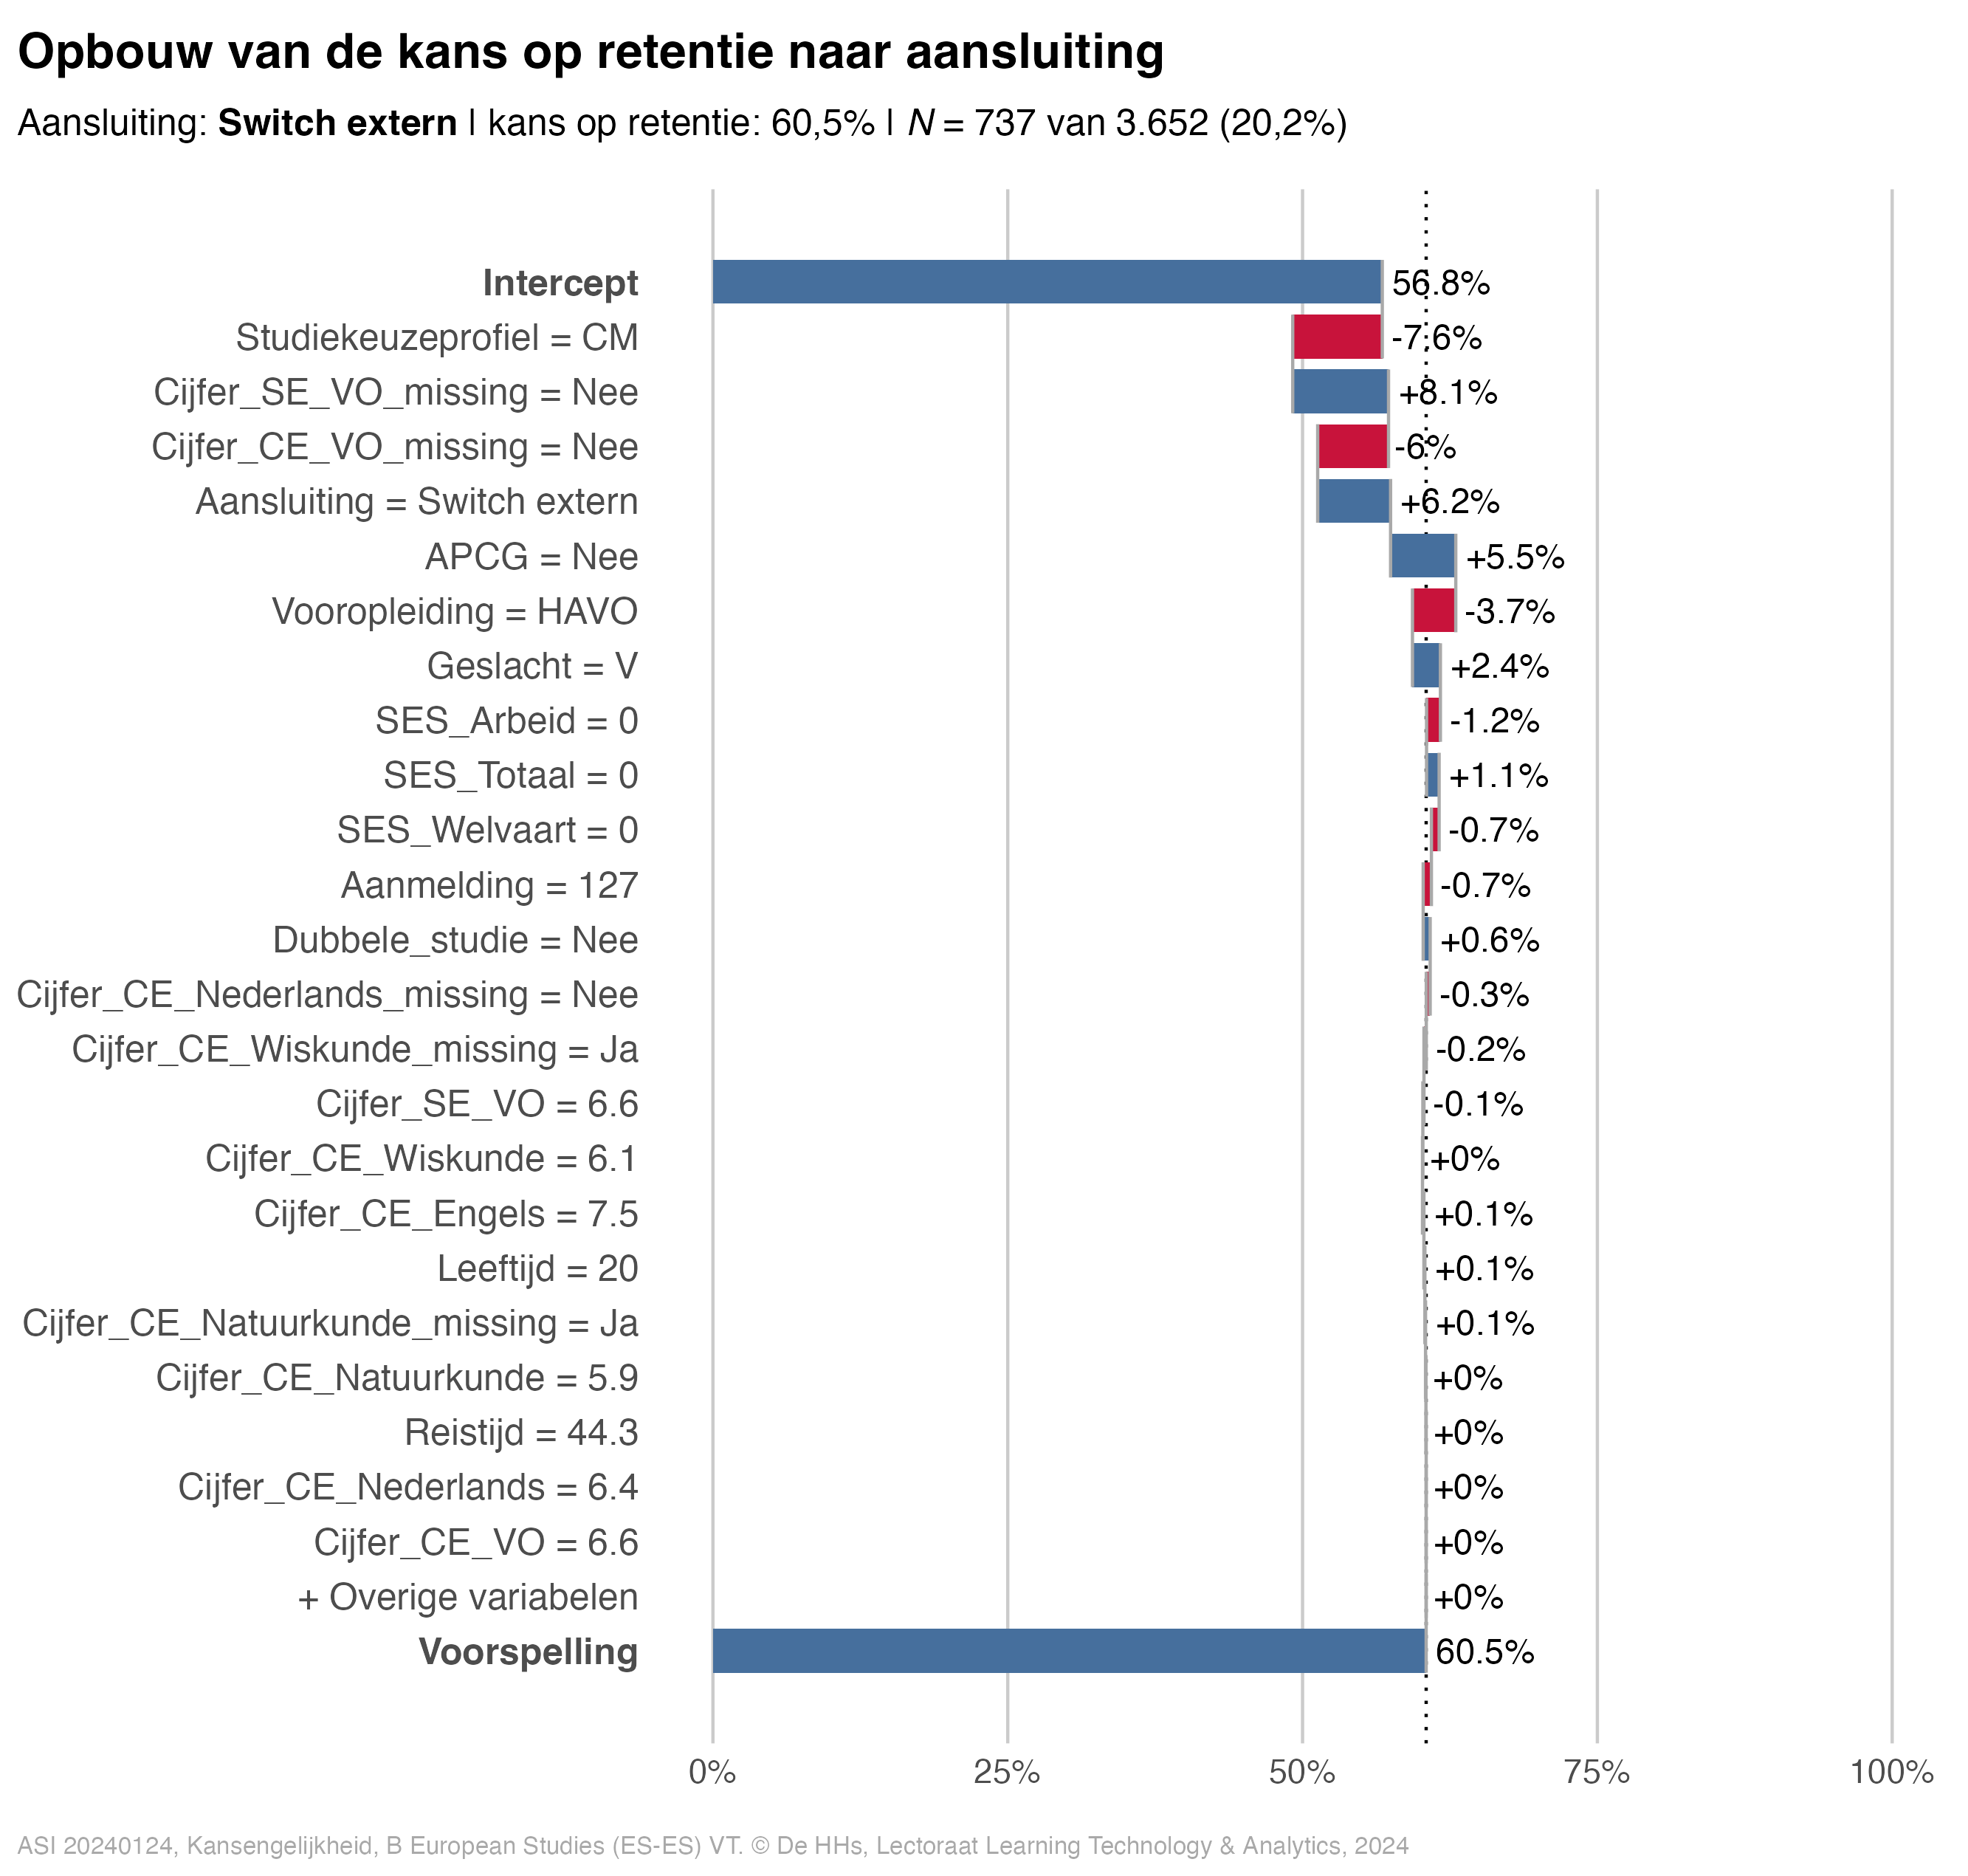 Opbouw van de kans op retentie naar aansluiting
Aansluiting: Switch extern | kans op retentie: 60,5% | N = 737 van 3.652 (20,2%)
Intercept 56.8%
Studiekeuzeprofiel = CM -7.6%
Cijfer_SE_VO_missing = Nee +8.1%
Cijfer_CE_VO_missing = Nee -6%
Aansluiting = Switch extern +6.2%
APCG = Nee +5.5%
Vooropleiding = HAVO -3.7%
Geslacht = V +2.4%
SES_Arbeid = 0 -1.2%
SES_Totaal = 0 +1.1%
SES_Welvaart = 0 -0.7%
Aanmelding = 127 -0.7%
Dubbele_studie = Nee +0.6%
Cijfer_CE_Nederlands_missing = Nee -0.3%
Cijfer_CE_Wiskunde_missing = Ja -0.2%
Cijfer_SE_VO = 6.6 -0.1%
Cijfer_CE_Wiskunde = 6.1 +0%
Cijfer_CE_Engels = 7.5 +0.1%
Leeftijd = 20 +0.1%
Cijfer_CE_Natuurkunde_missing = Ja +0.1%
Cijfer_CE_Natuurkunde = 5.9 +0%
Reistijd = 44.3 +0%
Cijfer_CE_Nederlands = 6.4 +0%
Cijfer_CE_VO = 6.6 +0%
+ Overige variabelen +0%
Voorspelling 60.5%
0% 25% 50% 75% 100%
ASI 20240124, Kansengelijkheid, B European Studies (ES-ES) VT. © De HHs, Lectoraat Learning Technology & Analytics, 2024